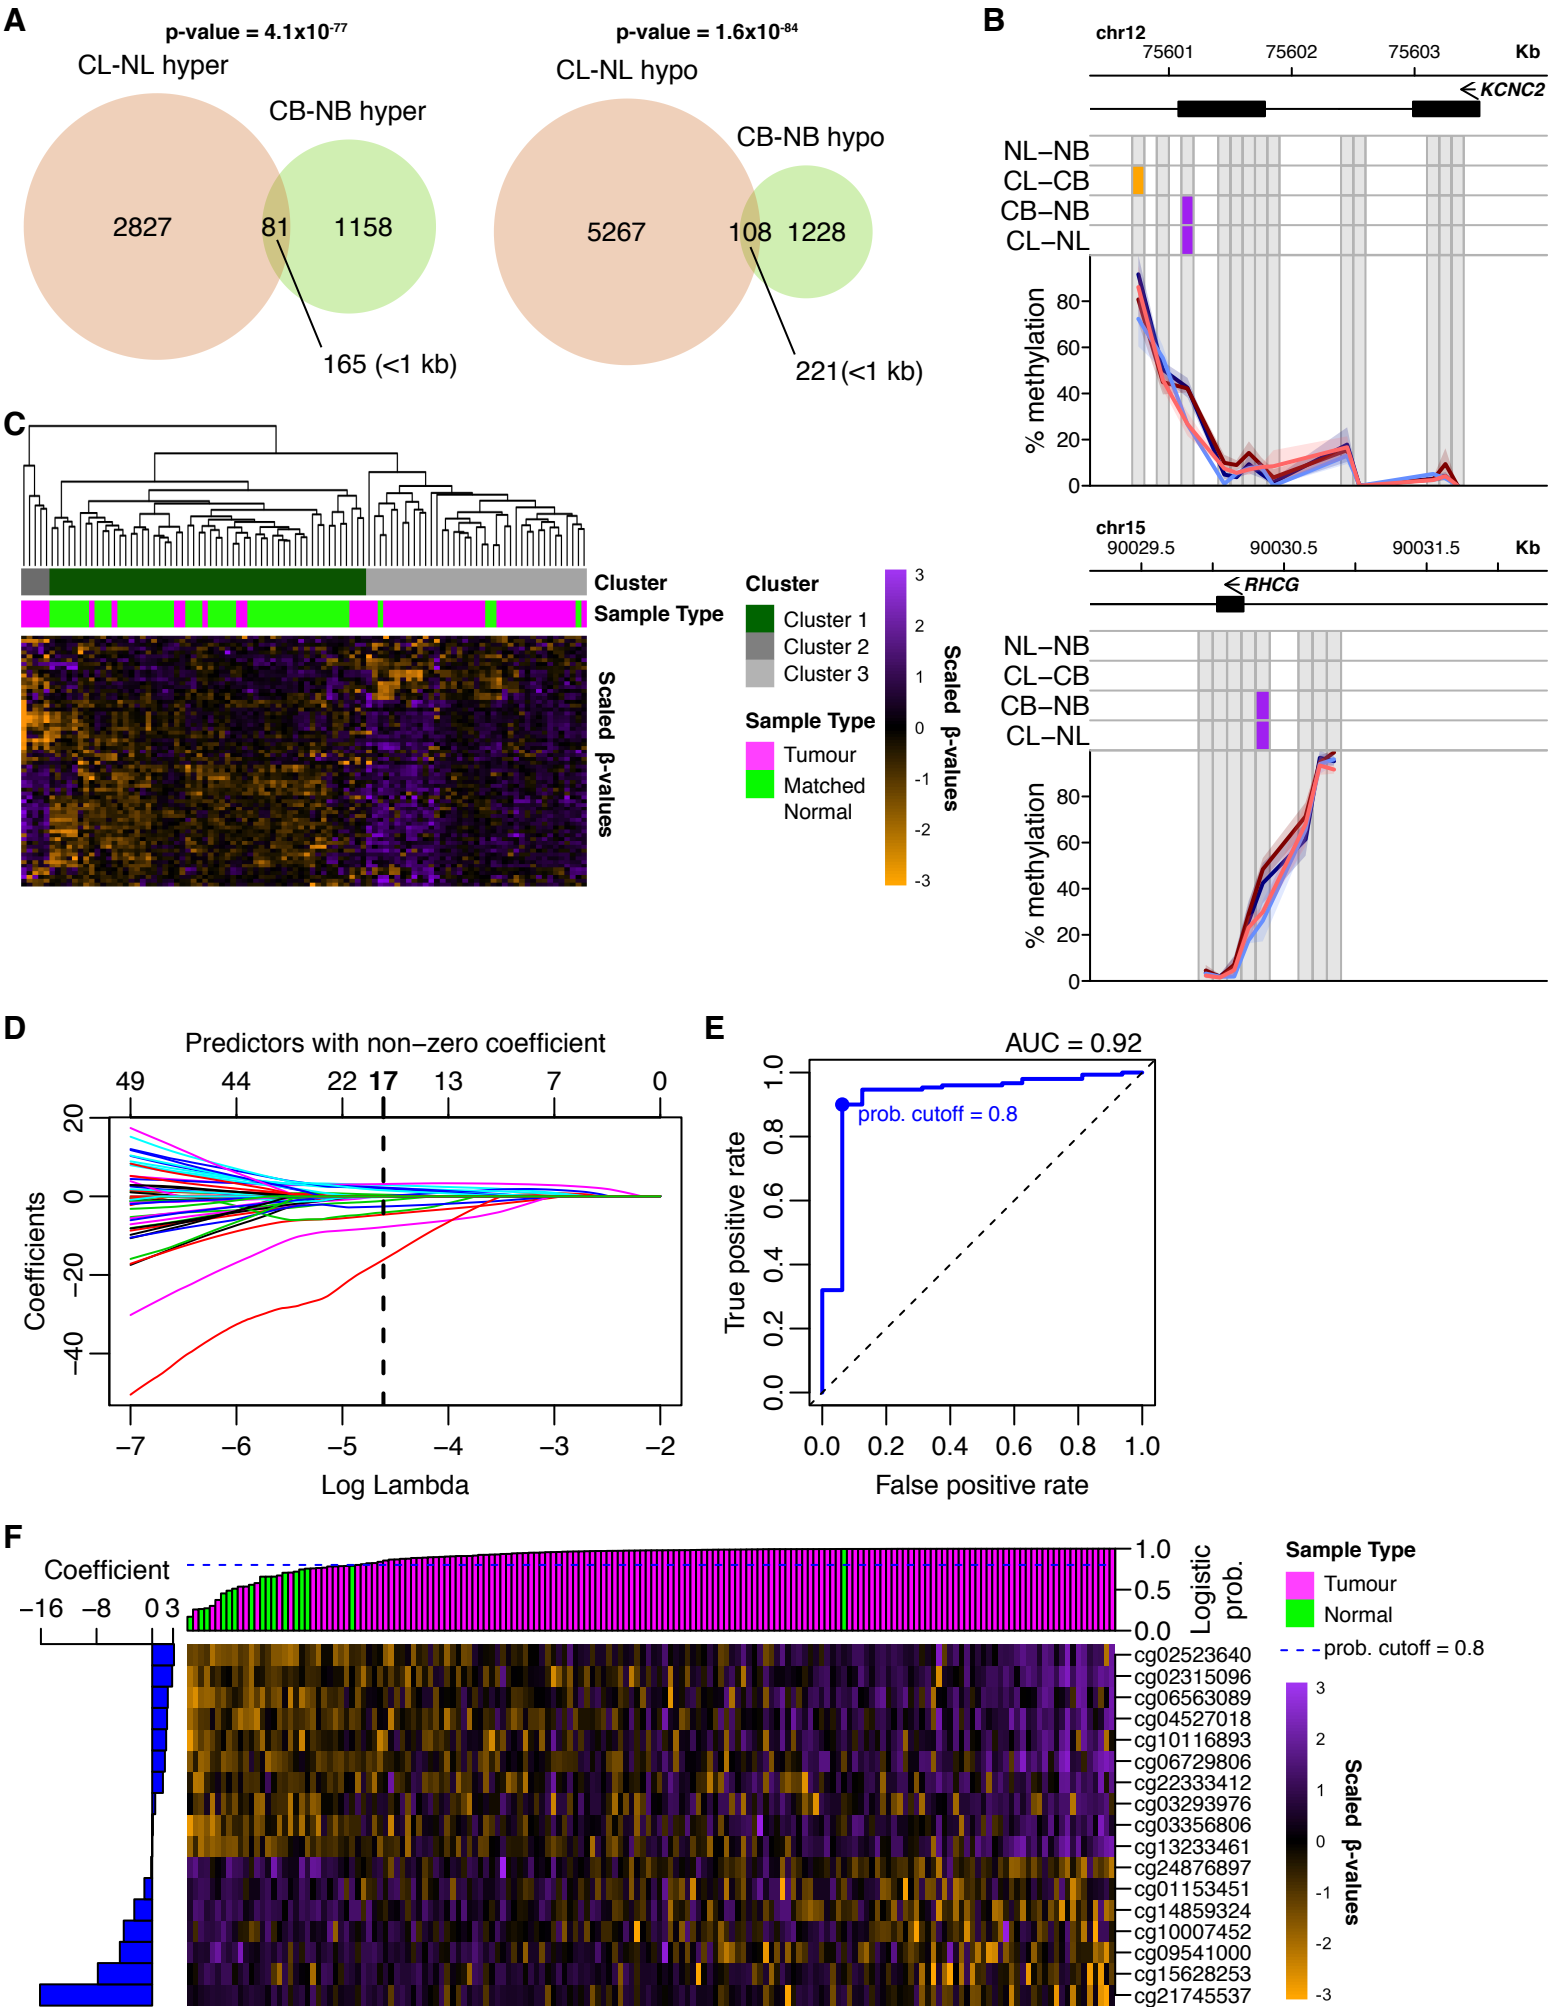 A
p-value = 4.1x10-77
CL-NL hyper
CB-NB hyper
2827
81
1158
165 (<1 kb)
p-value = 1.6x10-84
CL-NL hypo
CB-NB hypo
5267
108
1228
221(<1 kb)
B
chr12
75601
75602
75603
Kb
KCNC2
NL−NB
CL−CB
CB−NB
CL−NL
% methylation
80
60
40
20
0
chr15
90029.5
90030.5
90031.5
Kb
RHCG
NL−NB
CL−CB
CB−NB
CL−NL
% methylation
80
60
40
20
0
C
Cluster
Sample Type
Scaled β-values
Cluster
Cluster 1
Cluster 2
Cluster 3
Sample Type
Tumour
Matched
Normal
3
2
1
0
-1
-2
-3
Scaled β-values
D
Predictors with non−zero coefficient
49 44 22 17 13 7 0
Coefficients
20
0
−20
−40
−7 −6 −5 −4 −3 −2
Log Lambda
E
AUC = 0.92
True positive rate
1.0
0.8
0.6
0.4
0.2
0.0
prob. cutoff = 0.8
0.0 0.2 0.4 0.6 0.8 1.0
False positive rate
F
Coefficient
−16 −8 0 3
1.0
0.5
0.0
Logistic
prob.
cg02523640
cg02315096
cg06563089
cg04527018
cg10116893
cg06729806
cg22333412
cg03293976
cg03356806
cg13233461
cg24876897
cg01153451
cg14859324
cg10007452
cg09541000
cg15628253
cg21745537
Sample Type
Tumour
Normal
prob. cutoff = 0.8
3
2
1
0
-1
-2
-3
Scaled β-values